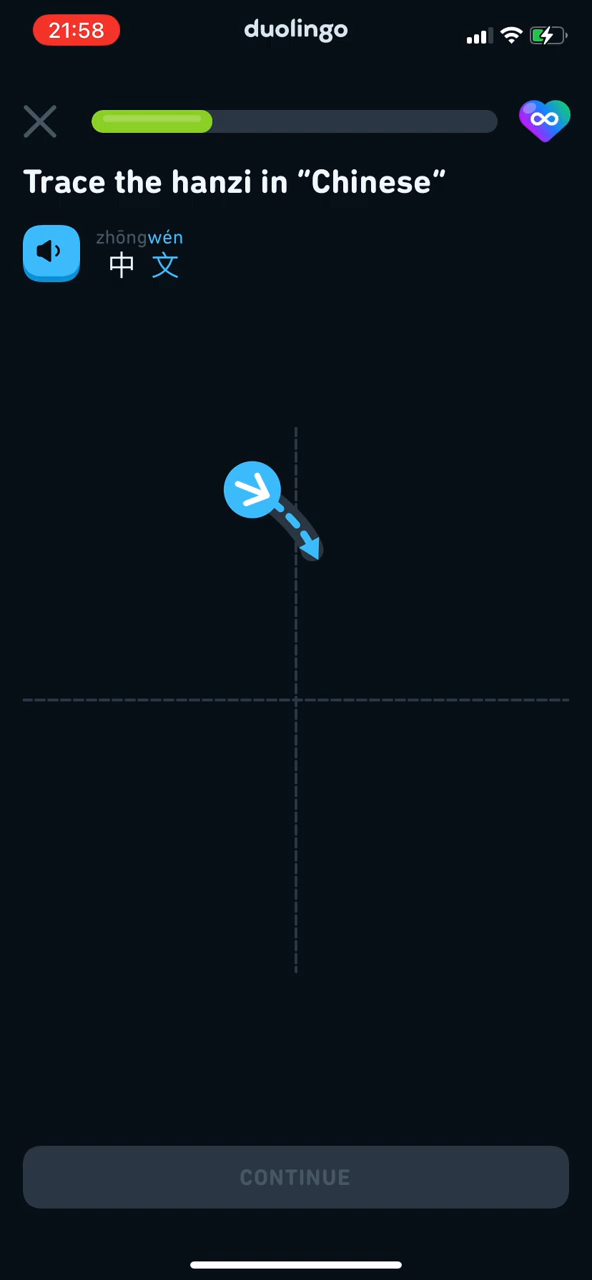 21:58
duolingo
Trace the hanzi in “Chinese”
zhōngwén
中 文
CONTINUE